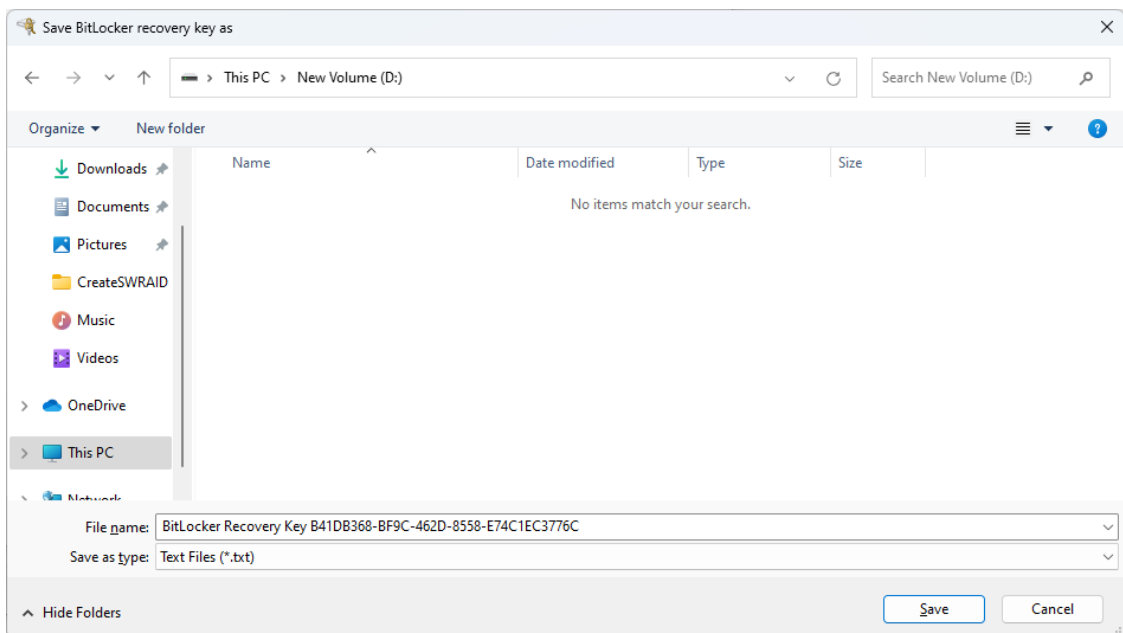 Save BitLocker recovery key as
This PC > New Volume (D:)
Search New Volume (D:)
Organize
New folder
Name
Date modified
Type
Size
No items match your search.
Downloads
Documents
Pictures
CreateSWRAID
Music
Videos
OneDrive
This PC
Network
File name: BitLocker Recovery Key B41DB368-BF9C-462D-8558-E74C1EC3776C
Save as type: Text Files (*.txt)
Hide Folders
Save
Cancel